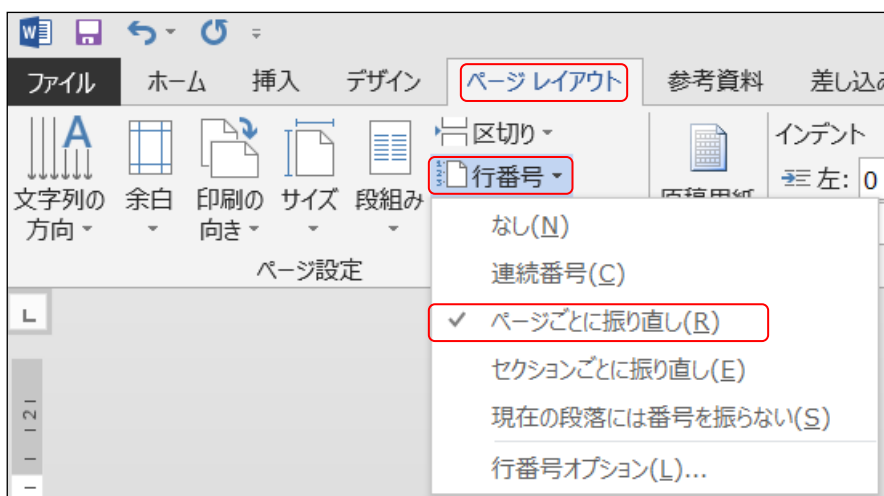 ファイル ホーム 挿入 デザイン ページ レイアウト 参考資料 差し込み
A 区切り インデント
行番号 左: 0
文字列の 余白 印刷の サイズ 段組み 原稿用紙
方向 向き
ページ設定
なし(N)
連続番号(C)
ページごとに振り直し(R)
セクションごとに振り直し(E)
現在の段落には番号を振らない(S)
行番号オプション(L)...
L
2